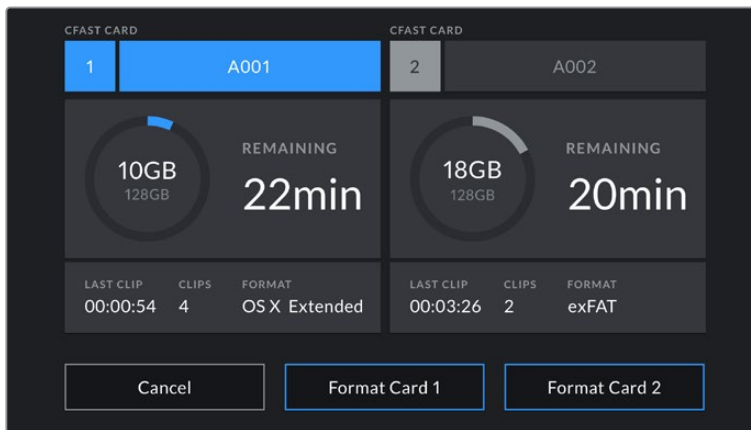 CFAST CARD
1 A001
10GB
128GB
REMAINING
22min
LAST CLIP CLIPS FORMAT
00:00:54 4 OS X Extended
CFAST CARD
2 A002
18GB
128GB
REMAINING
20min
LAST CLIP CLIPS FORMAT
00:03:26 2 exFAT
Cancel Format Card 1 Format Card 2